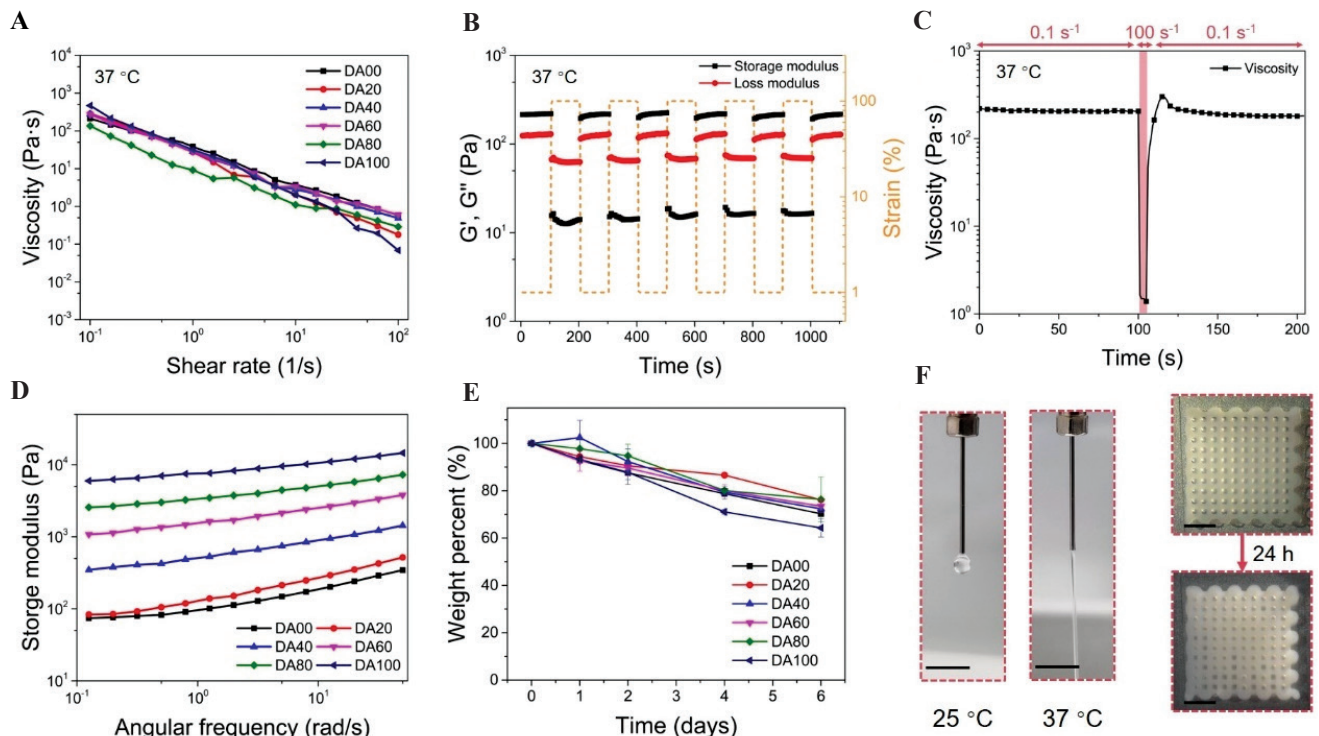 A
37 °C
DA00
DA20
DA40
DA60
DA80
DA100
10⁵
10⁴
10³
10²
10¹
10⁰
10⁻¹
10⁻²
10⁻³
Viscosity (Pa·s)
10⁻¹ 10⁰ 10¹ 10²
Shear rate (1/s)
B
37 °C
Storage modulus
Loss modulus
10³
10²
10¹
10⁰
G', G" (Pa)
100
10
1
Strain (%)
0 200 400 600 800 1000
Time (s)
C
0.1 s⁻¹ 100 s⁻¹ 0.1 s⁻¹
37 °C
Viscosity
10³
10²
10¹
10⁰
Viscosity (Pa·s)
0 50 100 150 200
Time (s)
D
10⁴
10³
10²
10¹
Storge modulus (Pa)
DA00 DA20
DA40 DA60
DA80 DA100
10⁻¹ 10⁰ 10¹
Angular frequency (rad/s)
E
100
80
60
40
20
0
Weight percent (%)
DA00
DA20
DA40
DA60
DA80
DA100
0 1 2 3 4 5 6
Time (days)
F
24 h
25 °C 37 °C